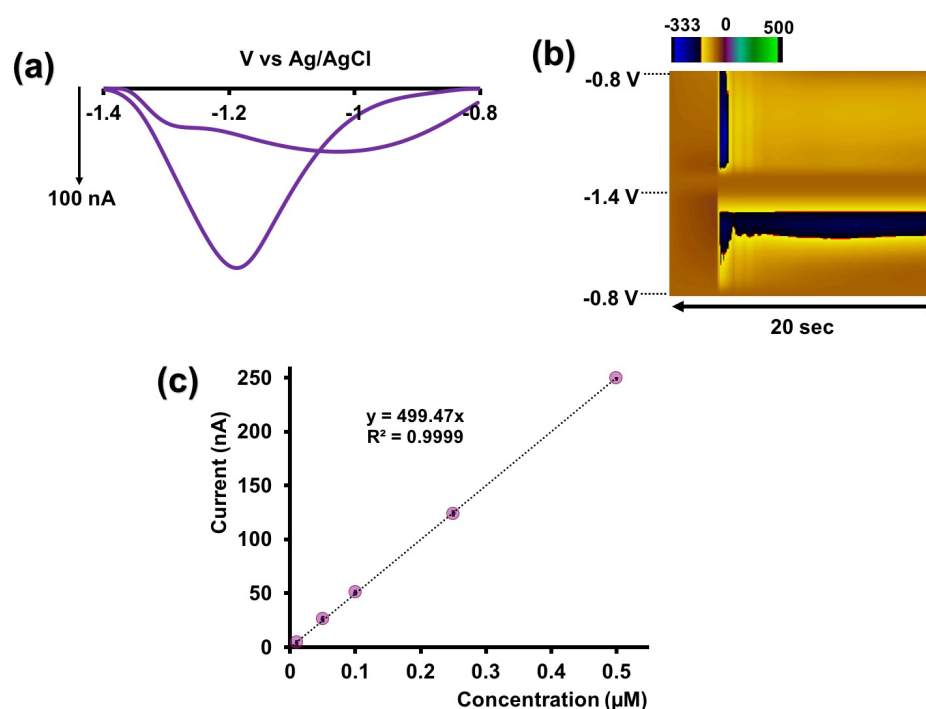 (a)
V vs Ag/AgCl
-1.4
-1.2
-1
-0.8
100 nA
(b)
-333
0
500
-0.8 V
-1.4 V
-0.8 V
20 sec
(c)
250
200
150
100
50
0
Current (nA)
y = 499.47x
R² = 0.9999
0
0.1
0.2
0.3
0.4
0.5
Concentration (µM)